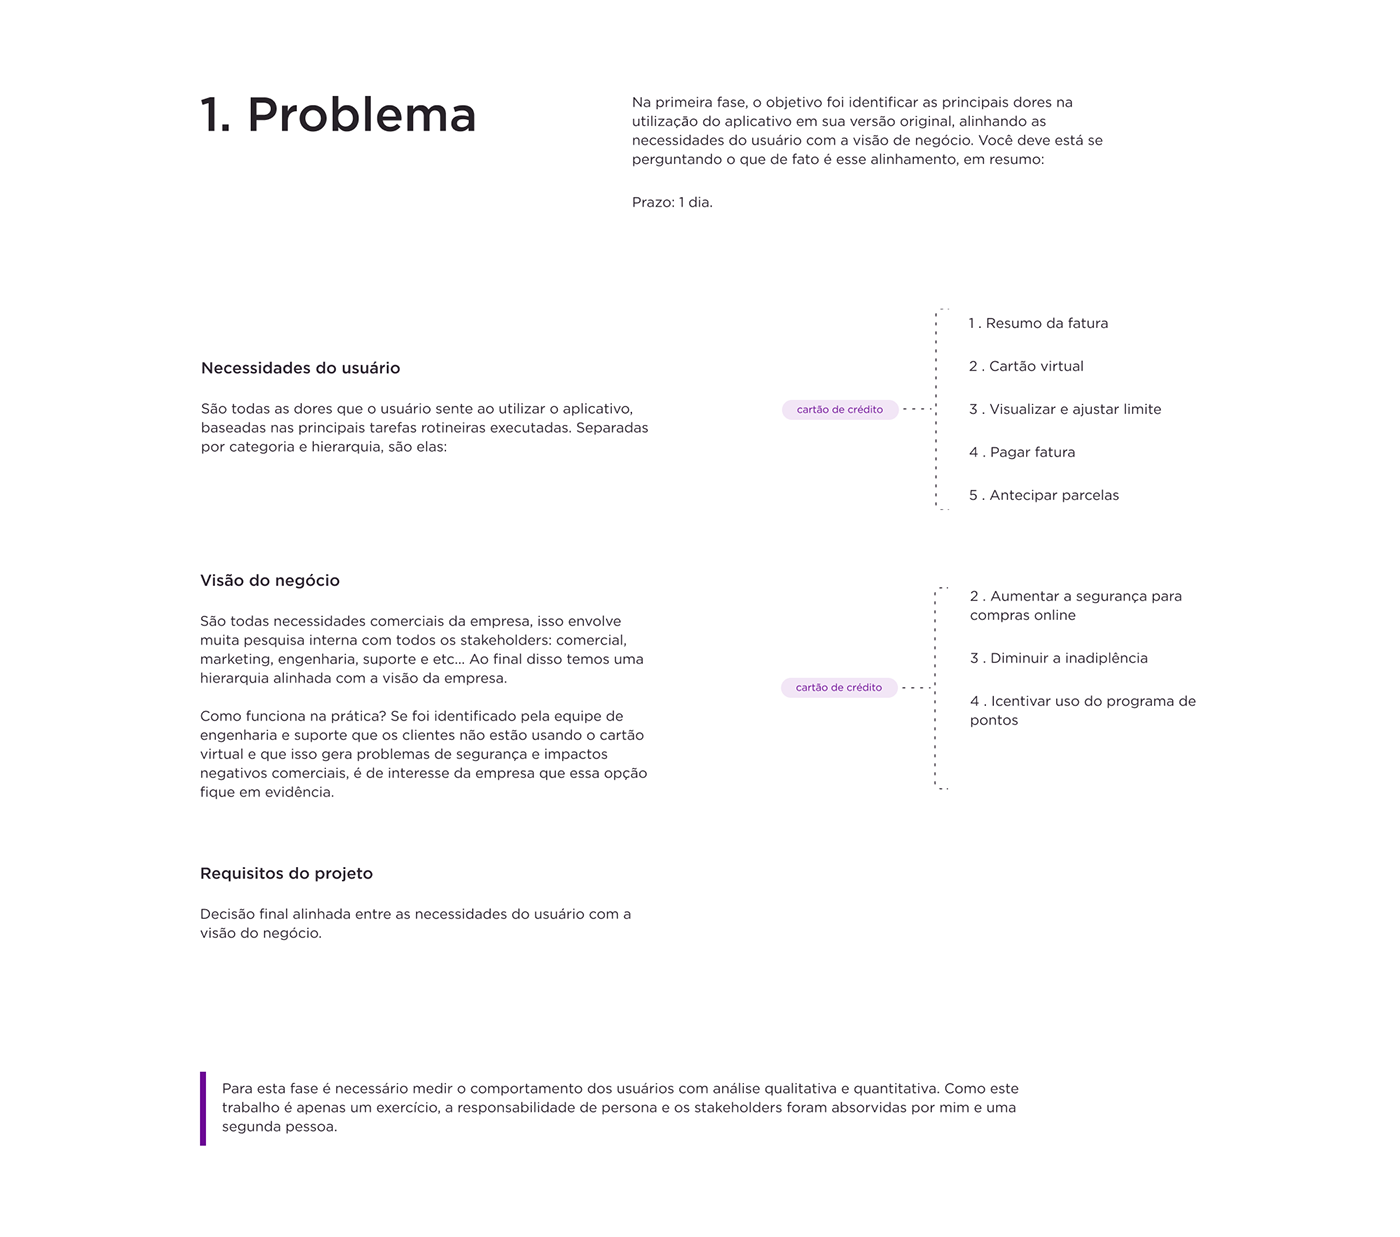 1. Problema
Na primeira fase, o objetivo foi identificar as principais dores na
utilização do aplicativo em sua versão original, alinhando as
necessidades do usuário com a visão de negócio. Você deve está se
perguntando o que de fato é esse alinhamento, em resumo:
Prazo: 1 dia.
Necessidades do usuário
São todas as dores que o usuário sente ao utilizar o aplicativo,
baseadas nas principais tarefas rotineiras executadas. Separadas
por categoria e hierarquia, são elas:
cartão de crédito
1 . Resumo da fatura
2 . Cartão virtual
3 . Visualizar e ajustar limite
4 . Pagar fatura
5 . Antecipar parcelas
Visão do negócio
São todas necessidades comerciais da empresa, isso envolve
muita pesquisa interna com todos os stakeholders: comercial,
marketing, engenharia, suporte e etc... Ao final disso temos uma
hierarquia alinhada com a visão da empresa.
Como funciona na prática? Se foi identificado pela equipe de
engenharia e suporte que os clientes não estão usando o cartão
virtual e que isso gera problemas de segurança e impactos
negativos comerciais, é de interesse da empresa que essa opção
fique em evidência.
cartão de crédito
2 . Aumentar a segurança para
compras online
3 . Diminuir a inadiplência
4 . Icentivar uso do programa de
pontos
Requisitos do projeto
Decisão final alinhada entre as necessidades do usuário com a
visão do negócio.
Para esta fase é necessário medir o comportamento dos usuários com análise qualitativa e quantitativa. Como este
trabalho é apenas um exercício, a responsabilidade de persona e os stakeholders foram absorvidas por mim e uma
segunda pessoa.